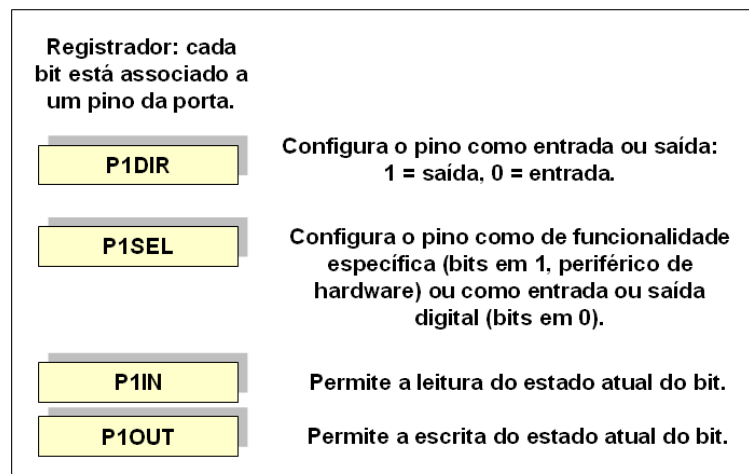 Registrador: cada
bit está associado a
um pino da porta.
P1DIR
Configura o pino como entrada ou saída:
1 = saída, 0 = entrada.
P1SEL
Configura o pino como de funcionalidade
específica (bits em 1, periférico de
hardware) ou como entrada ou saída
digital (bits em 0).
P1IN
Permite a leitura do estado atual do bit.
P1OUT
Permite a escrita do estado atual do bit.